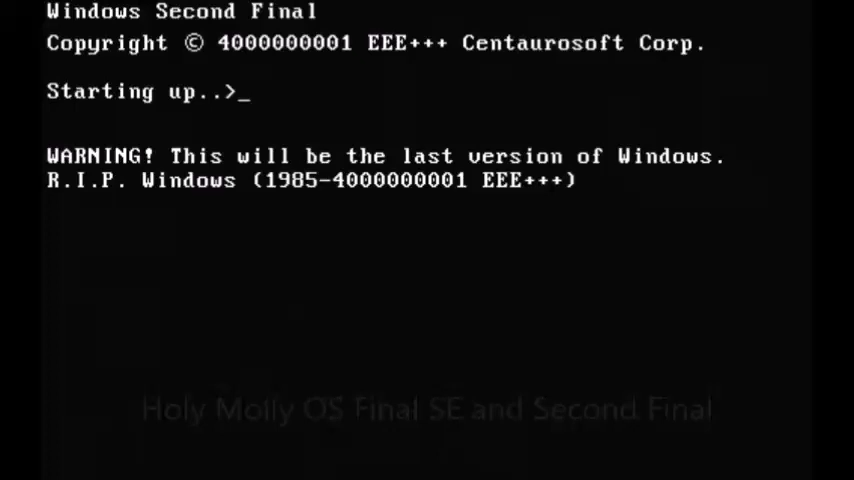 Windows Second Final
Copyright © 4000000001 EEE+++ Centaurosoft Corp.
Starting up..>_
WARNING! This will be the last version of Windows.
R.I.P. Windows (1985-4000000001 EEE+++)
Holy Molly OS Final SE and Second Final